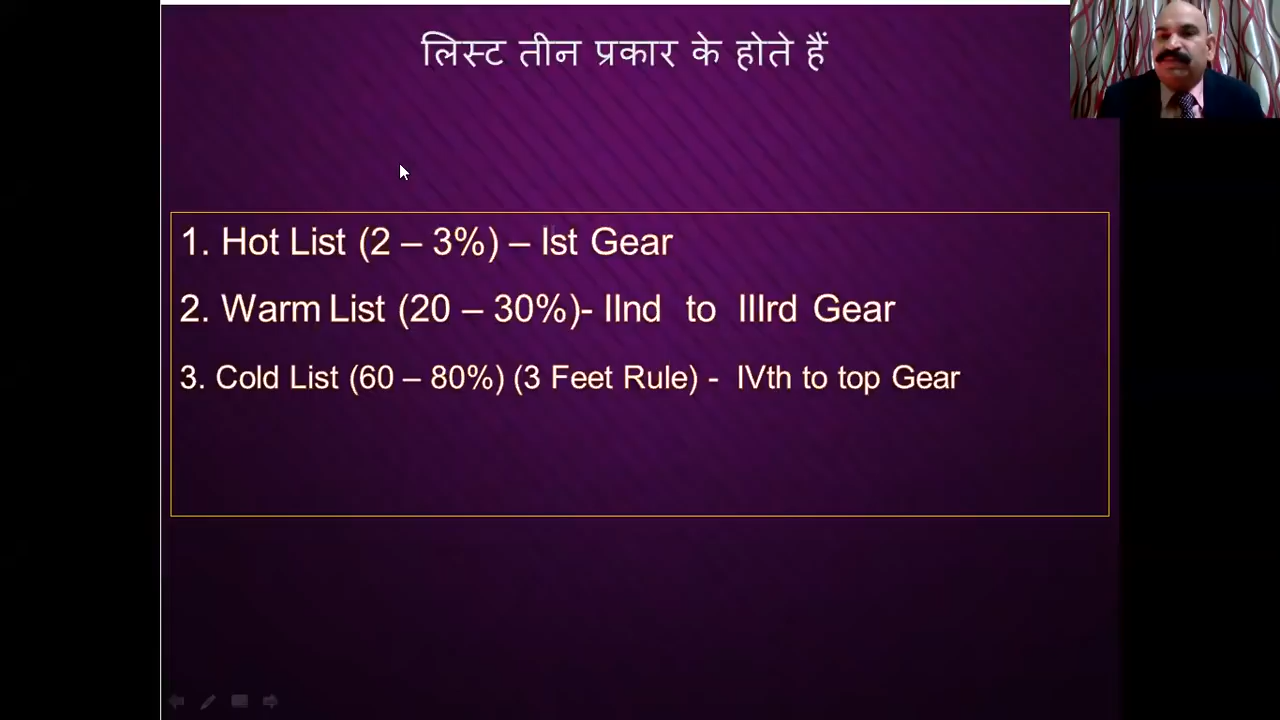 लिस्ट तीन प्रकार के होते हैं
1. Hot List (2 – 3%) – Ist Gear
2. Warm List (20 – 30%)- IInd to IIIrd Gear
3. Cold List (60 – 80%) (3 Feet Rule) - IVth to top Gear